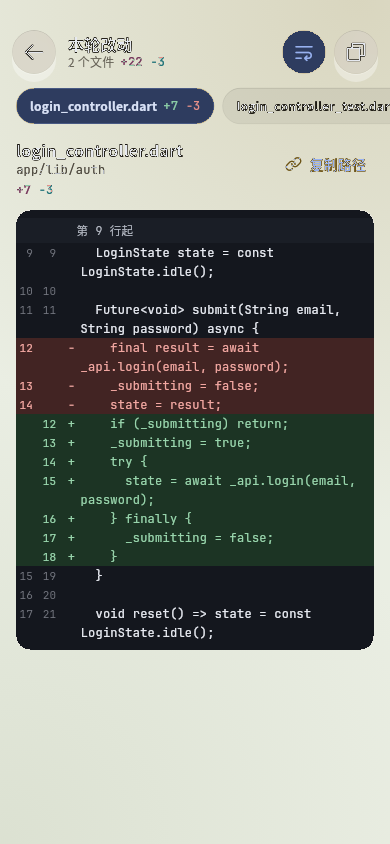 本轮改动
2 个文件 +22 -3
login_controller.dart +7 -3
login_controller_test.dar
login_controller.dart
app/lib/auth
复制路径
+7 -3
第 9 行起
9 9 LoginState state = const
LoginState.idle();
10 10
11 11 Future<void> submit(String email,
String password) async {
12 - final result = await
_api.login(email, password);
13 - _submitting = false;
14 - state = result;
12 + if (_submitting) return;
13 + _submitting = true;
14 + try {
15 + state = await _api.login(email,
password);
16 + } finally {
17 + _submitting = false;
18 + }
15 19 }
16 20
17 21 void reset() => state = const
LoginState.idle();